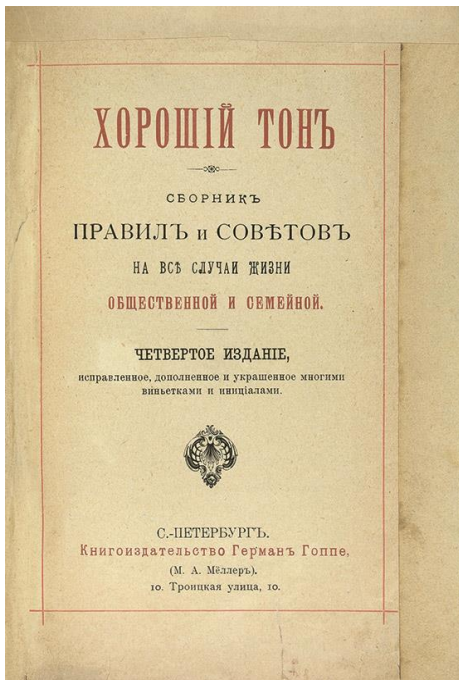 ХОРОШІЙ ТОНЪ
СБОРНИКЪ
ПРАВИЛЪ и СОВѢТОВЪ
НА ВСѢ СЛУЧАИ ЖИЗНИ
ОБЩЕСТВЕННОЙ И СЕМЕЙНОЙ.
ЧЕТВЕРТОЕ ИЗДАНІЕ,
исправленное, дополненное и украшенное многими
виньетками и иниціалами.
С.-ПЕТЕРБУРГЪ.
Книгоиздательство Германъ Гоппе,
(М. А. Мёллеръ).
10. Троицкая улица, 10.